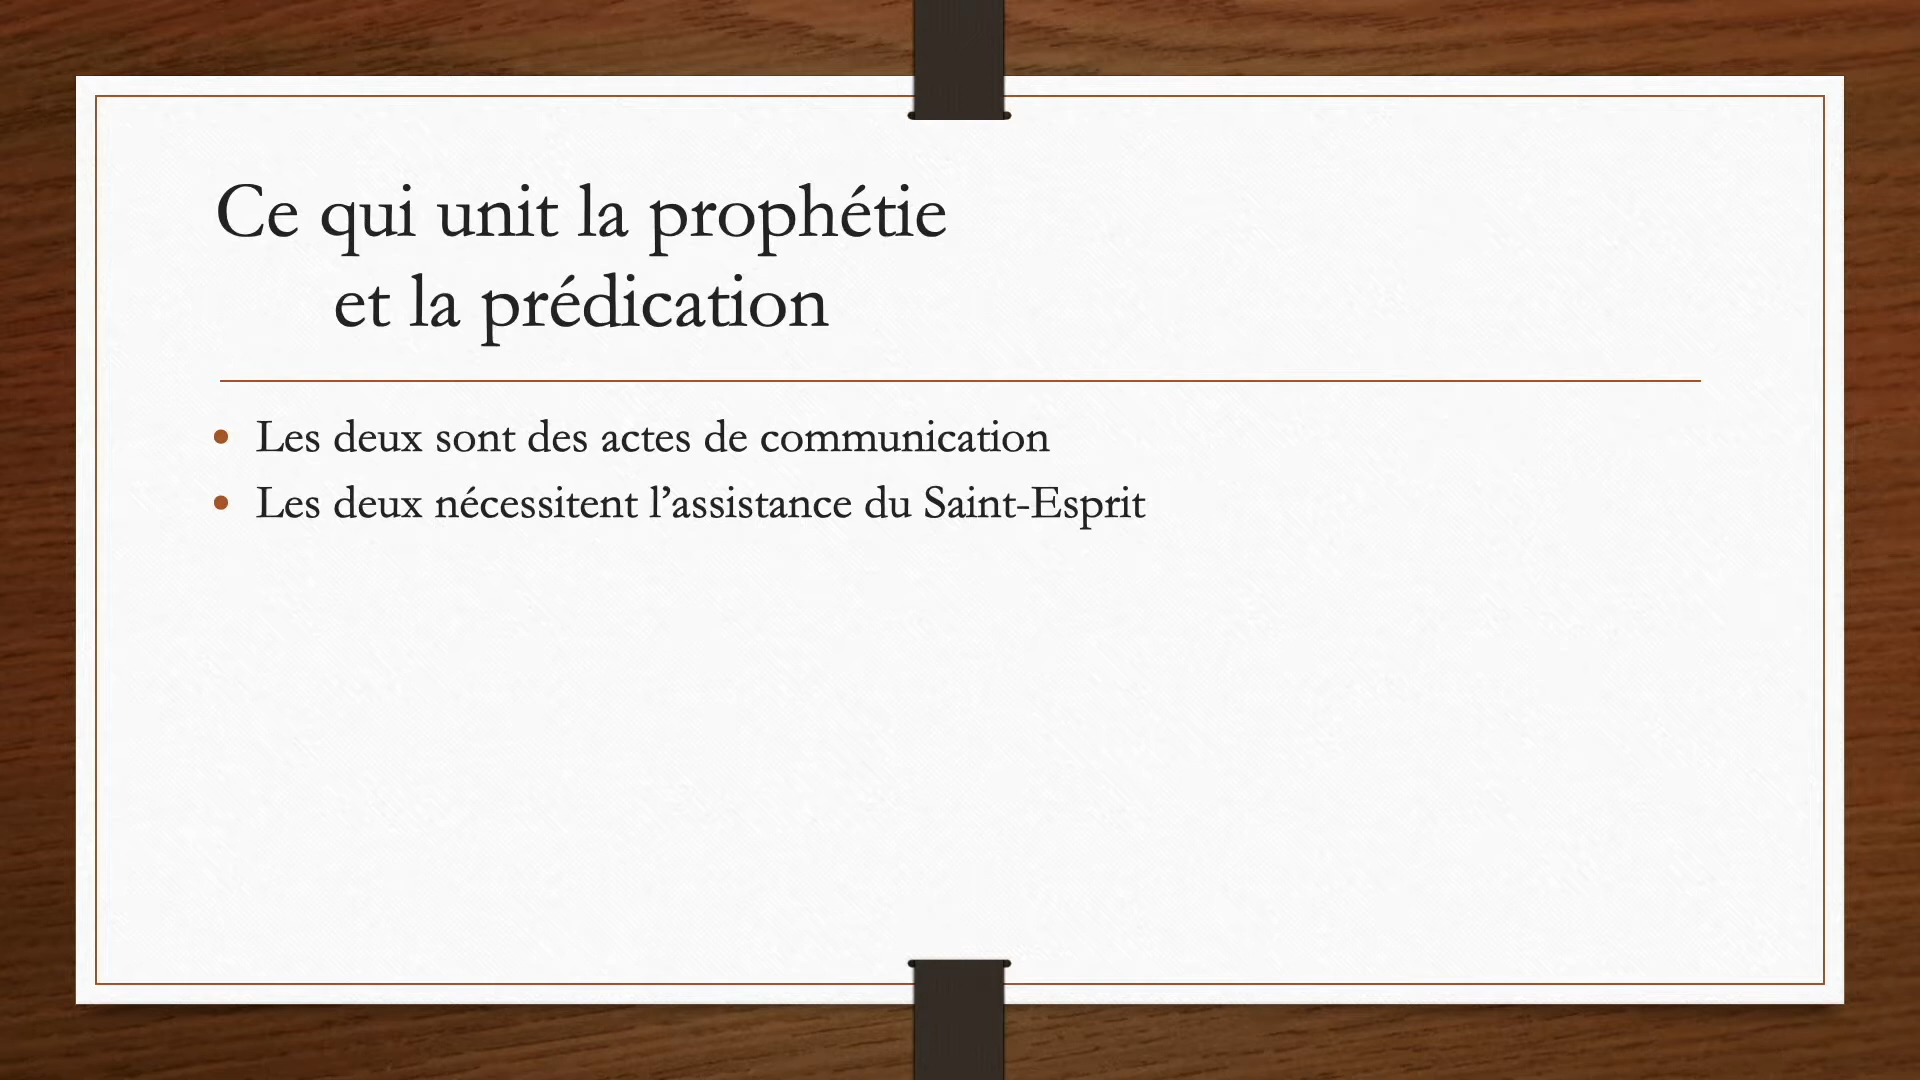 Ce qui unit la prophétie
et la prédication
• Les deux sont des actes de communication
• Les deux nécessitent l’assistance du Saint-Esprit